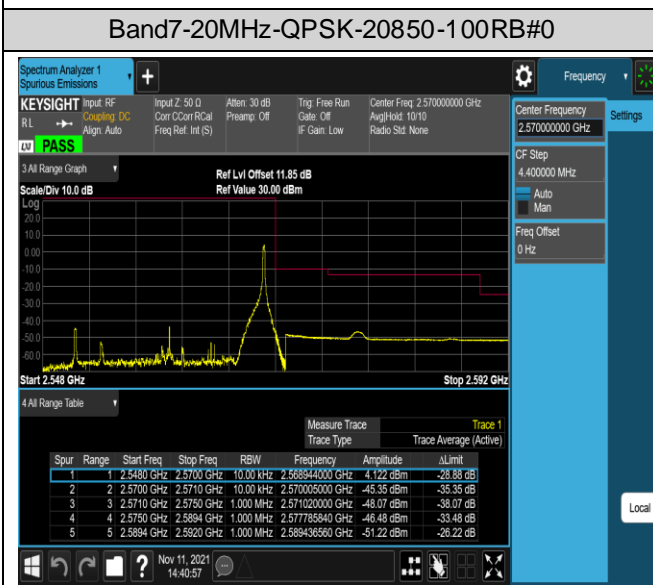 Band7-20MHz-QPSK-20850-100RB#0
Spectrum Analyzer 1
Spurious Emissions
Frequency
KEYSIGHT Input: RF Input Z: 50 Ω Atten: 30 dB Trig: Free Run Center Freq: 2.570000000 GHz
RL Coupling: DC Corr CCorr RCal Preamp: Off Gate: Off Avg|Hold: 10/10
Align: Auto Freq Ref: Int (S) IF Gain: Low Radio Std: None
LXI PASS
Center Frequency
2.570000000 GHz
Settings
CF Step
4.400000 MHz
Auto
Man
Freq Offset
0 Hz
3 All Range Graph
Ref Lvl Offset 11.85 dB
Scale/Div 10.0 dB Ref Value 30.00 dBm
Log
20.0
10.0
0.00
-10.0
-20.0
-30.0
-40.0
-50.0
-60.0
Start 2.548 GHz Stop 2.592 GHz
4 All Range Table
Measure Trace Trace 1
Trace Type Trace Average (Active)
Spur Range Start Freq Stop Freq RBW Frequency Amplitude ΔLimit
1 1 2.5480 GHz 2.5700 GHz 10.00 kHz 2.568944000 GHz 4.122 dBm -28.88 dB
2 2 2.5700 GHz 2.5710 GHz 10.00 kHz 2.570005000 GHz -45.35 dBm -35.35 dB
3 3 2.5710 GHz 2.5750 GHz 1.000 MHz 2.571020000 GHz -48.07 dBm -38.07 dB
4 4 2.5750 GHz 2.5894 GHz 1.000 MHz 2.577785840 GHz -46.48 dBm -33.48 dB
5 5 2.5894 GHz 2.5920 GHz 1.000 MHz 2.589436560 GHz -51.22 dBm -26.22 dB
Local
Nov 11, 2021
14:40:57